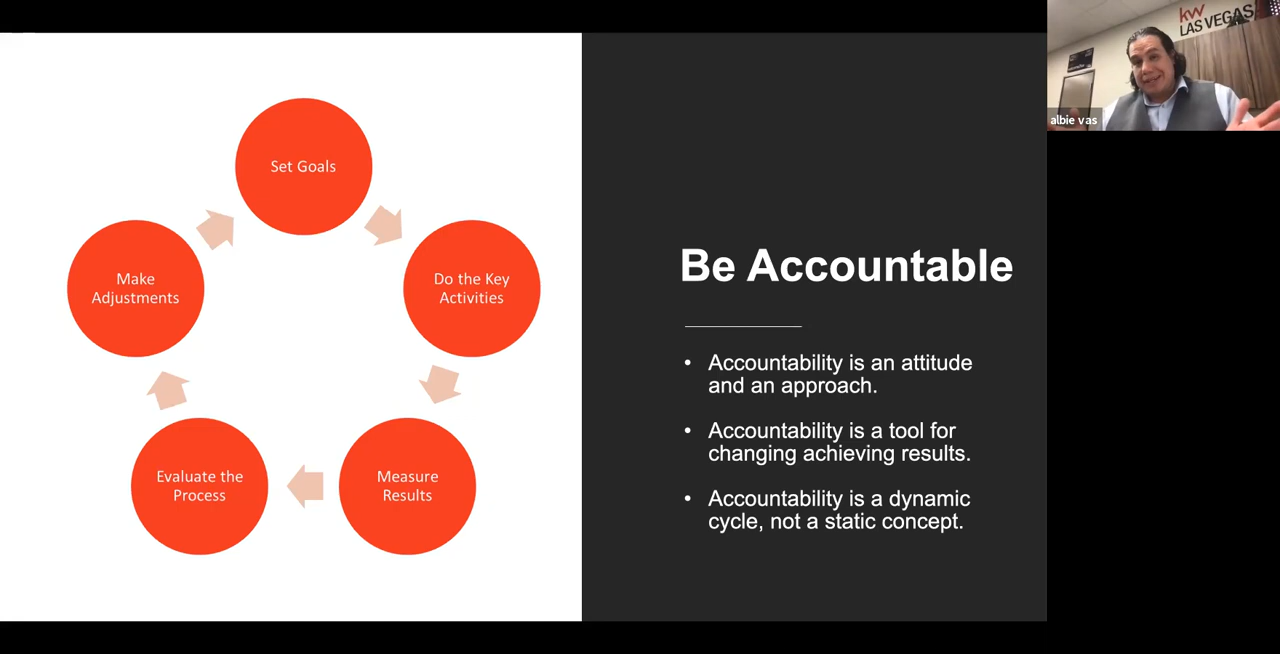 Set Goals
Do the Key
Activities
Measure
Results
Evaluate the
Process
Make
Adjustments
Be Accountable
• Accountability is an attitude
and an approach.
• Accountability is a tool for
changing achieving results.
• Accountability is a dynamic
cycle, not a static concept.
kw
LAS VEGAS
albie vas